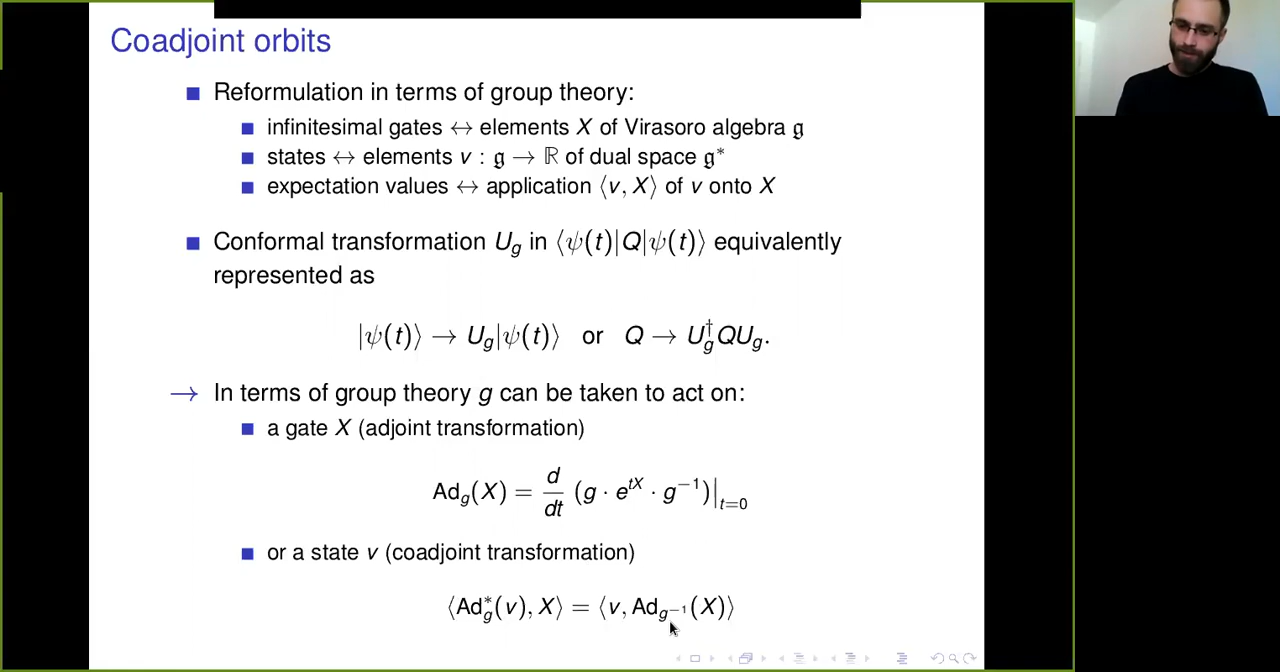 Coadjoint orbits
Reformulation in terms of group theory:
infinitesimal gates ↔ elements X of Virasoro algebra 𝔤
states ↔ elements v : 𝔤 → ℝ of dual space 𝔤*
expectation values ↔ application ⟨v, X⟩ of v onto X
Conformal transformation U_g in ⟨ψ(t)|Q|ψ(t)⟩ equivalently
represented as
|ψ(t)⟩ → U_g|ψ(t)⟩ or Q → U_g^† Q U_g.
→ In terms of group theory g can be taken to act on:
a gate X (adjoint transformation)
Ad_g(X) = d/dt (g · e^{tX} · g^{−1})|_{t=0}
or a state v (coadjoint transformation)
⟨Ad*_g(v), X⟩ = ⟨v, Ad_{g^{−1}}(X)⟩